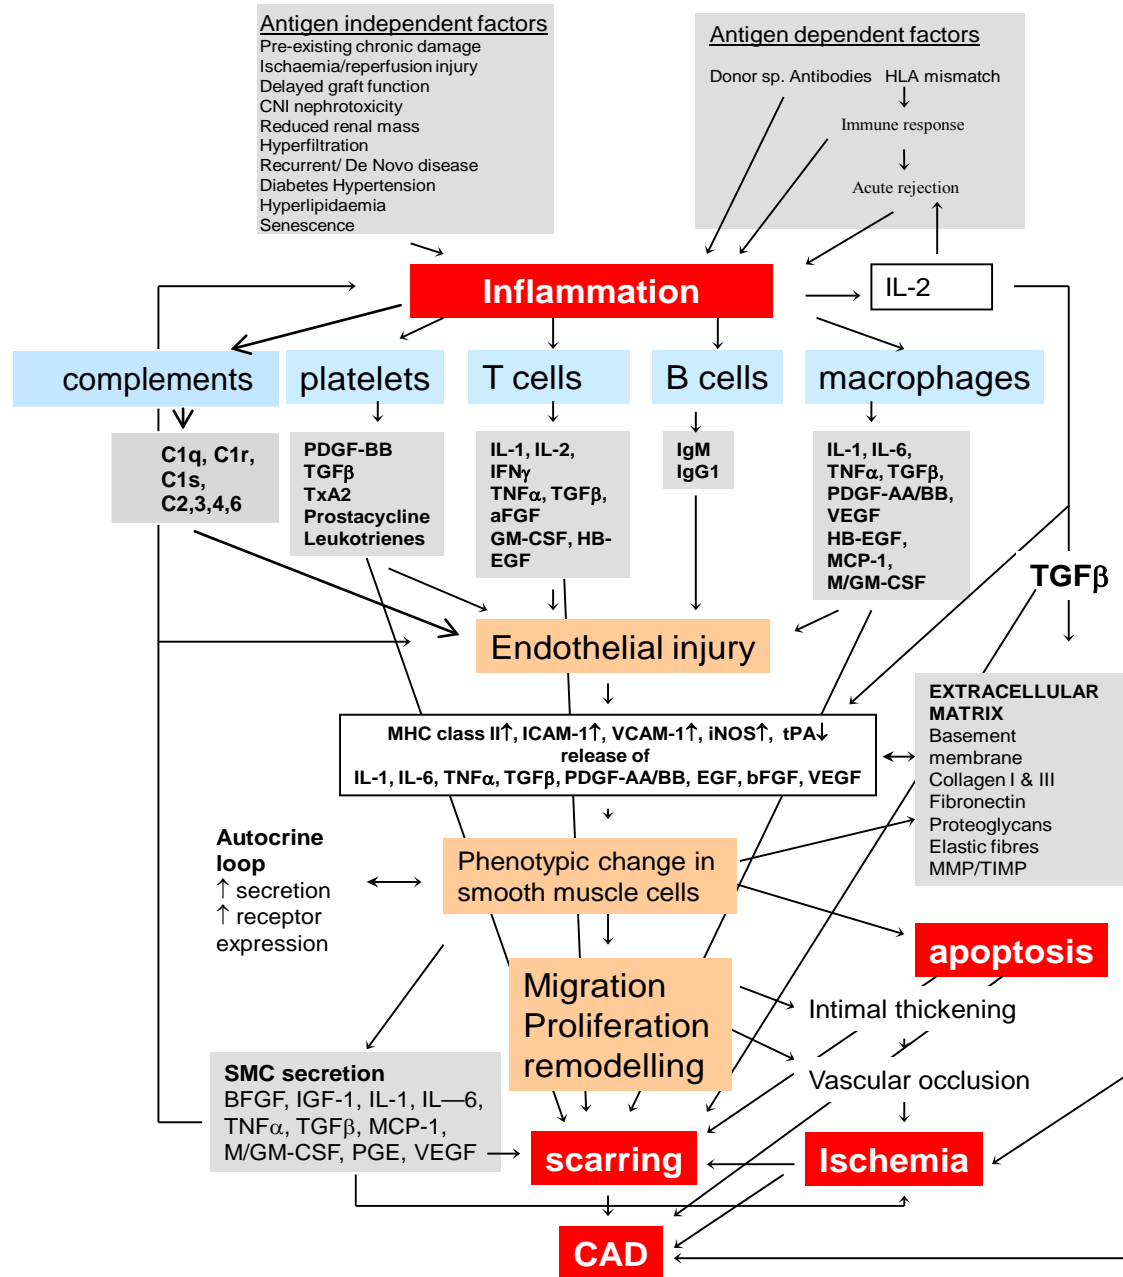 Antigen independent factors
Pre-existing chronic damage
Ischaemia/reperfusion injury
Delayed graft function
CNI nephrotoxicity
Reduced renal mass
Hyperfiltration
Recurrent/ De Novo disease
Diabetes Hypertension
Hyperlipidaemia
Senescence
Antigen dependent factors
Donor sp. Antibodies HLA mismatch
Immune response
Acute rejection
Inflammation
IL-2
complements
platelets
T cells
B cells
macrophages
C1q, C1r,
C1s,
C2,3,4,6
PDGF-BB
TGFβ
TxA2
Prostacycline
Leukotrienes
IL-1, IL-2,
IFNγ
TNFα, TGFβ,
aFGF
GM-CSF, HB-
EGF
IgM
IgG1
IL-1, IL-6,
TNFα, TGFβ,
PDGF-AA/BB,
VEGF
HB-EGF,
MCP-1,
M/GM-CSF
TGFβ
Endothelial injury
MHC class II↑, ICAM-1↑, VCAM-1↑, iNOS↑, tPA↓
release of
IL-1, IL-6, TNFα, TGFβ, PDGF-AA/BB, EGF, bFGF, VEGF
EXTRACELLULAR
MATRIX
Basement
membrane
Collagen I & III
Fibronectin
Proteoglycans
Elastic fibres
MMP/TIMP
Autocrine
loop
↑ secretion
↑ receptor
expression
Phenotypic change in
smooth muscle cells
apoptosis
Migration
Proliferation
remodelling
Intimal thickening
Vascular occlusion
SMC secretion
BFGF, IGF-1, IL-1, IL—6,
TNFα, TGFβ, MCP-1,
M/GM-CSF, PGE, VEGF
scarring
Ischemia
CAD